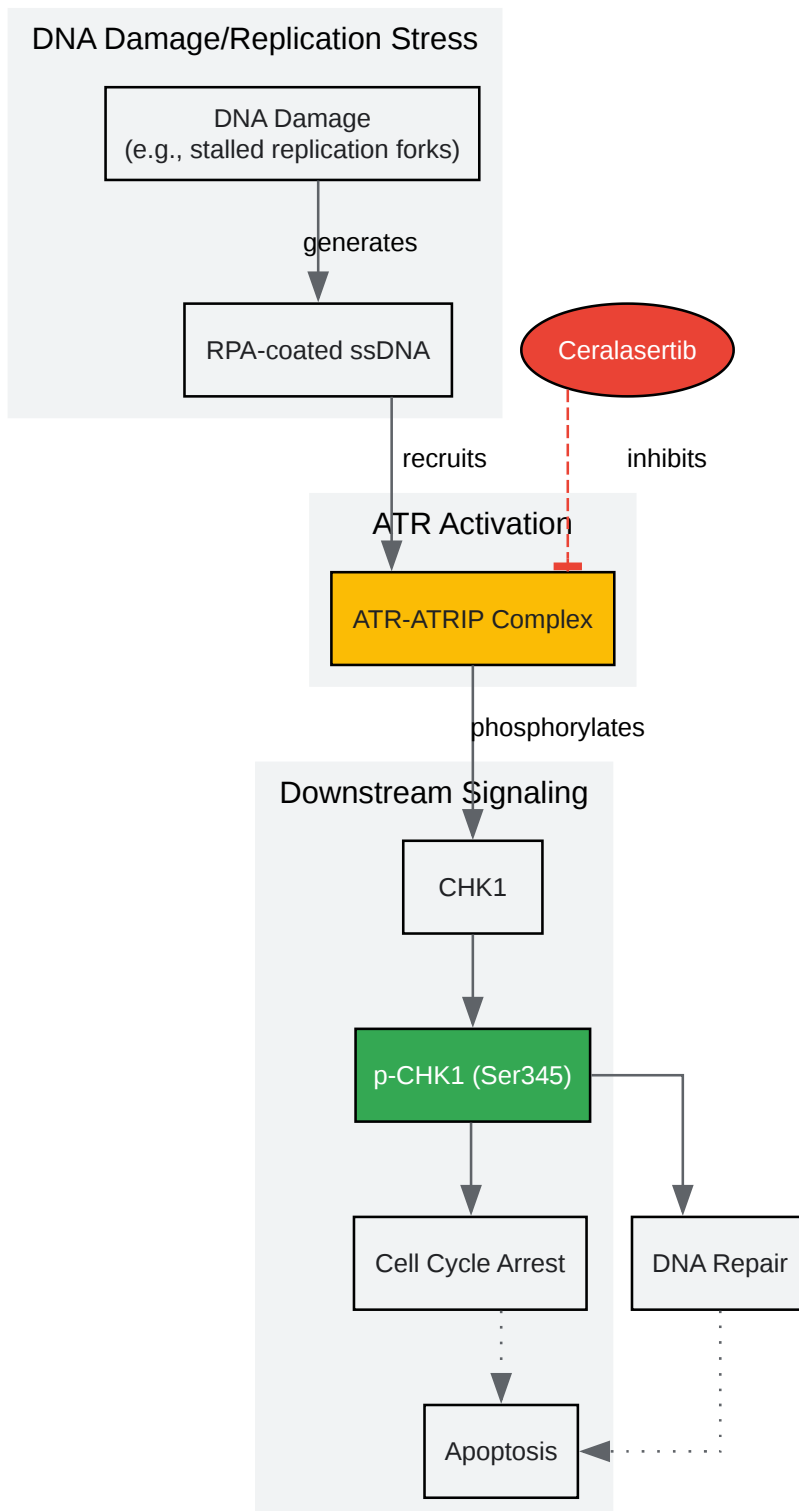 DNA Damage/Replication Stress
DNA Damage
(e.g., stalled replication forks)
generates
RPA-coated ssDNA
Ceralasertib
recruits
inhibits
ATR Activation
ATR-ATRIP Complex
phosphorylates
Downstream Signaling
CHK1
p-CHK1 (Ser345)
Cell Cycle Arrest
DNA Repair
Apoptosis